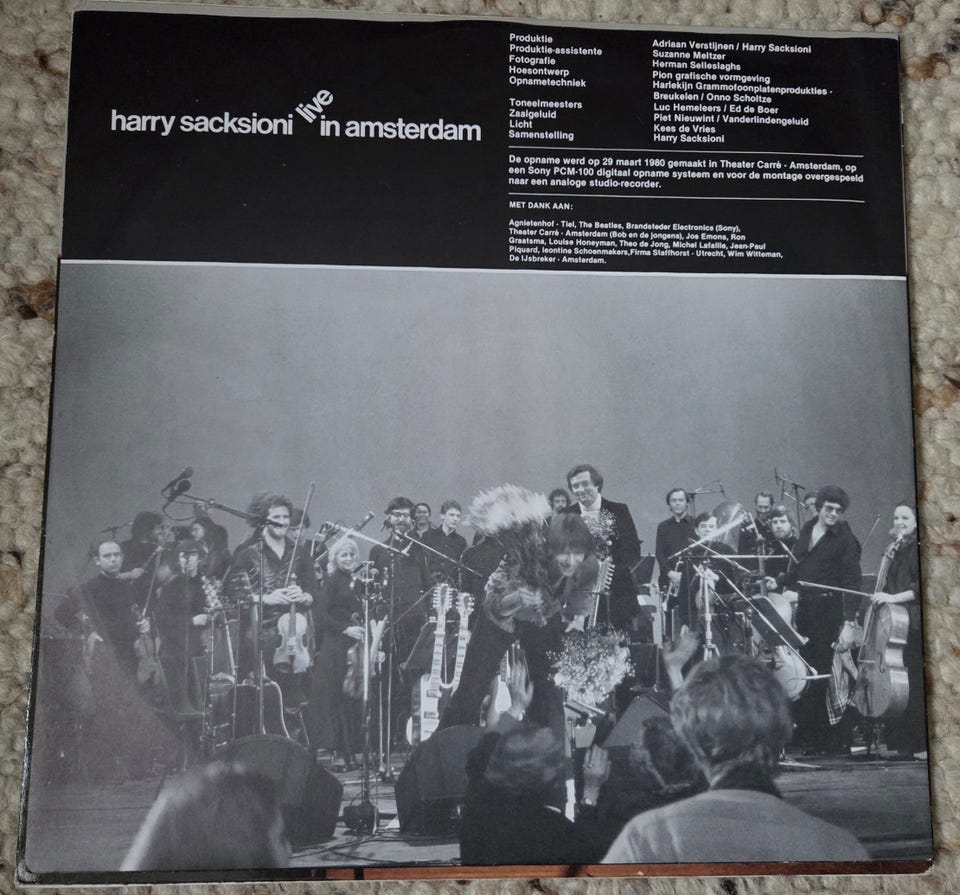 harry sacksioni live in amsterdam
Produktie Adriaan Verstijnen / Harry Sacksioni
Produktie-assistente Suzanne Meltzer
Fotografie Herman Selleslaghs
Hoesontwerp Pion grafische vormgeving
Opnametechniek Harlekijn Grammofoonplatenprodukties -
Breukelen / Onno Scholtze
Toneelmeesters Luc Hemeleers / Ed de Boer
Zaalgeluid Piet Nieuwint / Vanderlindengeluid
Licht Kees de Vries
Samenstelling Harry Sacksioni
De opname werd op 29 maart 1980 gemaakt in Theater Carrè - Amsterdam, op
een Sony PCM-100 digitaal opname systeem en voor de montage overgespeeld
naar een analoge studio-recorder.
MET DANK AAN:
Agnietenhof - Tiel, The Beatles, Brandsteder Electronics (Sony),
Theater Carrè - Amsterdam (Bob en de jongens), Jos Emons, Ron
Graatsma, Louise Honeyman, Theo de Jong, Michel Lafaille, Jean-Paul
Piquard, leontine Schoenmakers,Firma Staffhorst - Utrecht, Wim Witteman,
De IJsbreker - Amsterdam.